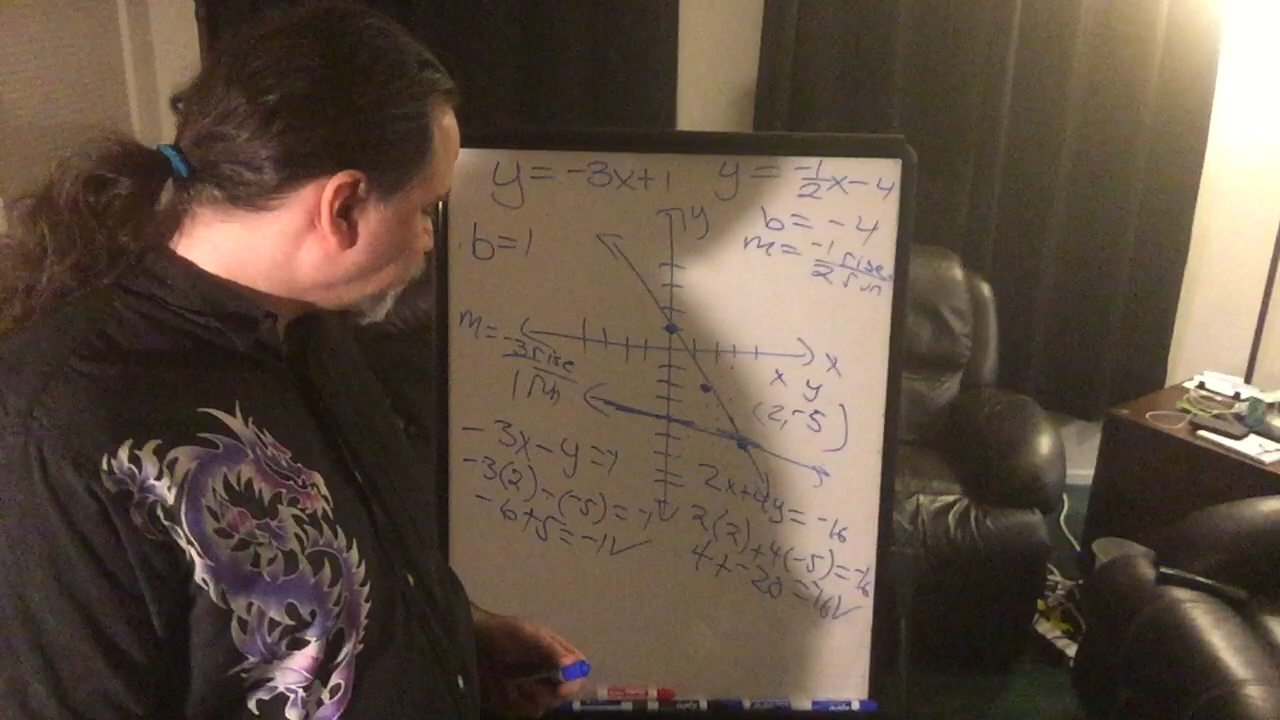 y = -3x+1
y = -1/2x-4
b=1
b = -4
m = -1 rise
2 run
y
m = -3 rise
1 run
x
x y
(2,-5)
-3x-y=-1
-3(2)-(-5)=-1
-6+5=-1✓
2x+4y=-16
2(2)+4(-5)=-16
4+-20=-16✓